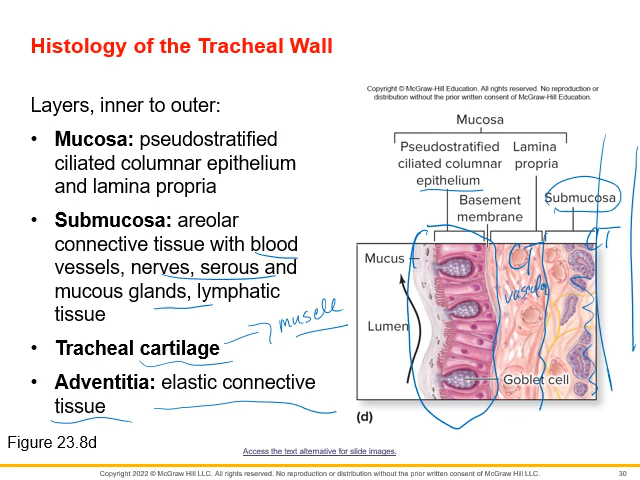 Histology of the Tracheal Wall
Layers, inner to outer:
• Mucosa: pseudostratified
ciliated columnar epithelium
and lamina propria
• Submucosa: areolar
connective tissue with blood
vessels, nerves, serous and
mucous glands, lymphatic
tissue
• Tracheal cartilage
muscle
• Adventitia: elastic connective
tissue
Figure 23.8d
Copyright © McGraw-Hill Education. All rights reserved. No reproduction or
distribution without the prior written consent of McGraw-Hill Education.
Mucosa
Pseudostratified
ciliated columnar
epithelium
Lamina
propria
Basement
membrane
Submucosa
Mucus
CT
CT
vascular
Lumen
Goblet cell
(d)
Access the text alternative for slide images.
Copyright 2022 © McGraw Hill LLC. All rights reserved. No reproduction or distribution without the prior written consent of McGraw Hill LLC.
30